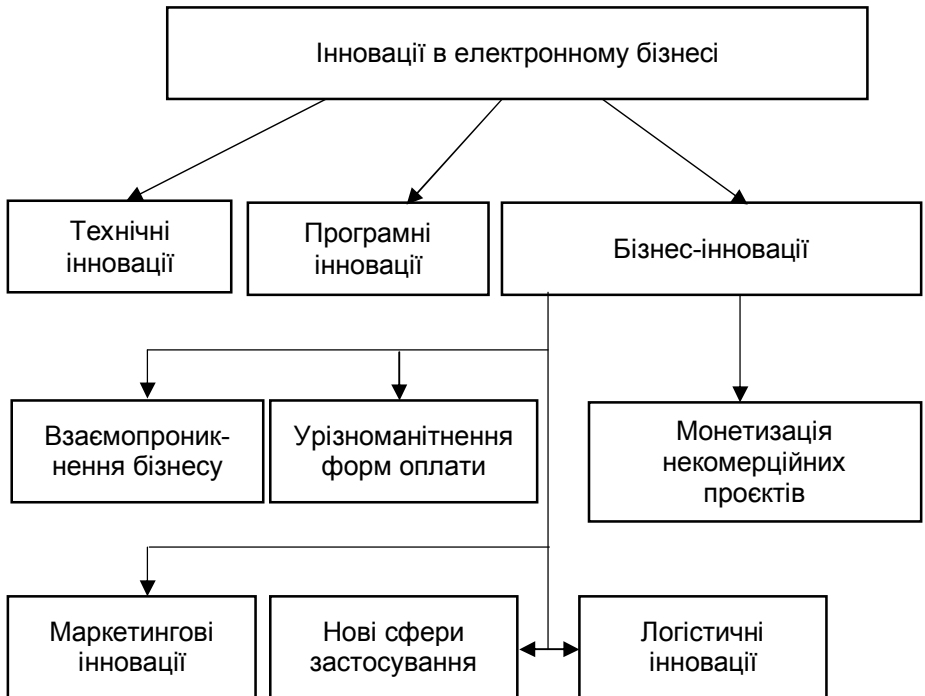 Інновації в електронному бізнесі
Технічні
інновації
Програмні
інновації
Бізнес-інновації
Взаємопроник-
нення бізнесу
Урізноманітнення
форм оплати
Монетизація
некомерційних
проєктів
Маркетингові
інновації
Нові сфери
застосування
Логістичні
інновації